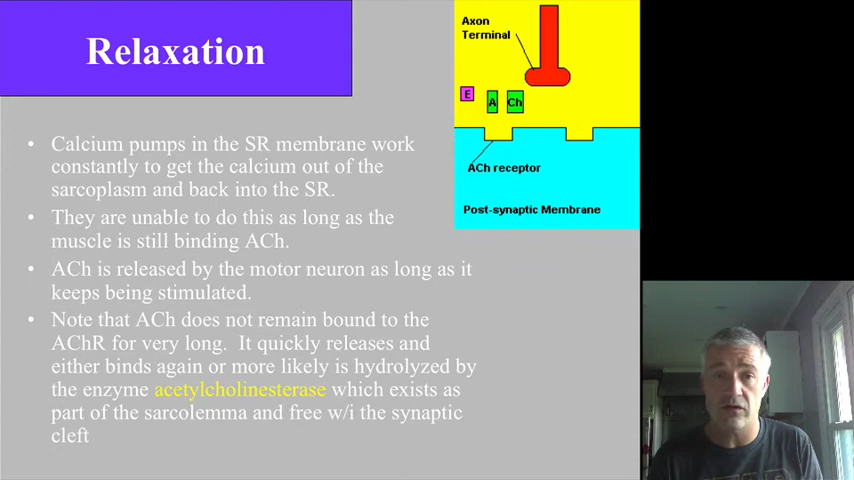 Relaxation
Axon
Terminal
E
A
Ch
ACh receptor
Post-synaptic Membrane
• Calcium pumps in the SR membrane work
constantly to get the calcium out of the
sarcoplasm and back into the SR.
• They are unable to do this as long as the
muscle is still binding ACh.
• ACh is released by the motor neuron as long as it
keeps being stimulated.
• Note that ACh does not remain bound to the
AChR for very long. It quickly releases and
either binds again or more likely is hydrolyzed by
the enzyme acetylcholinesterase which exists as
part of the sarcolemma and free w/i the synaptic
cleft